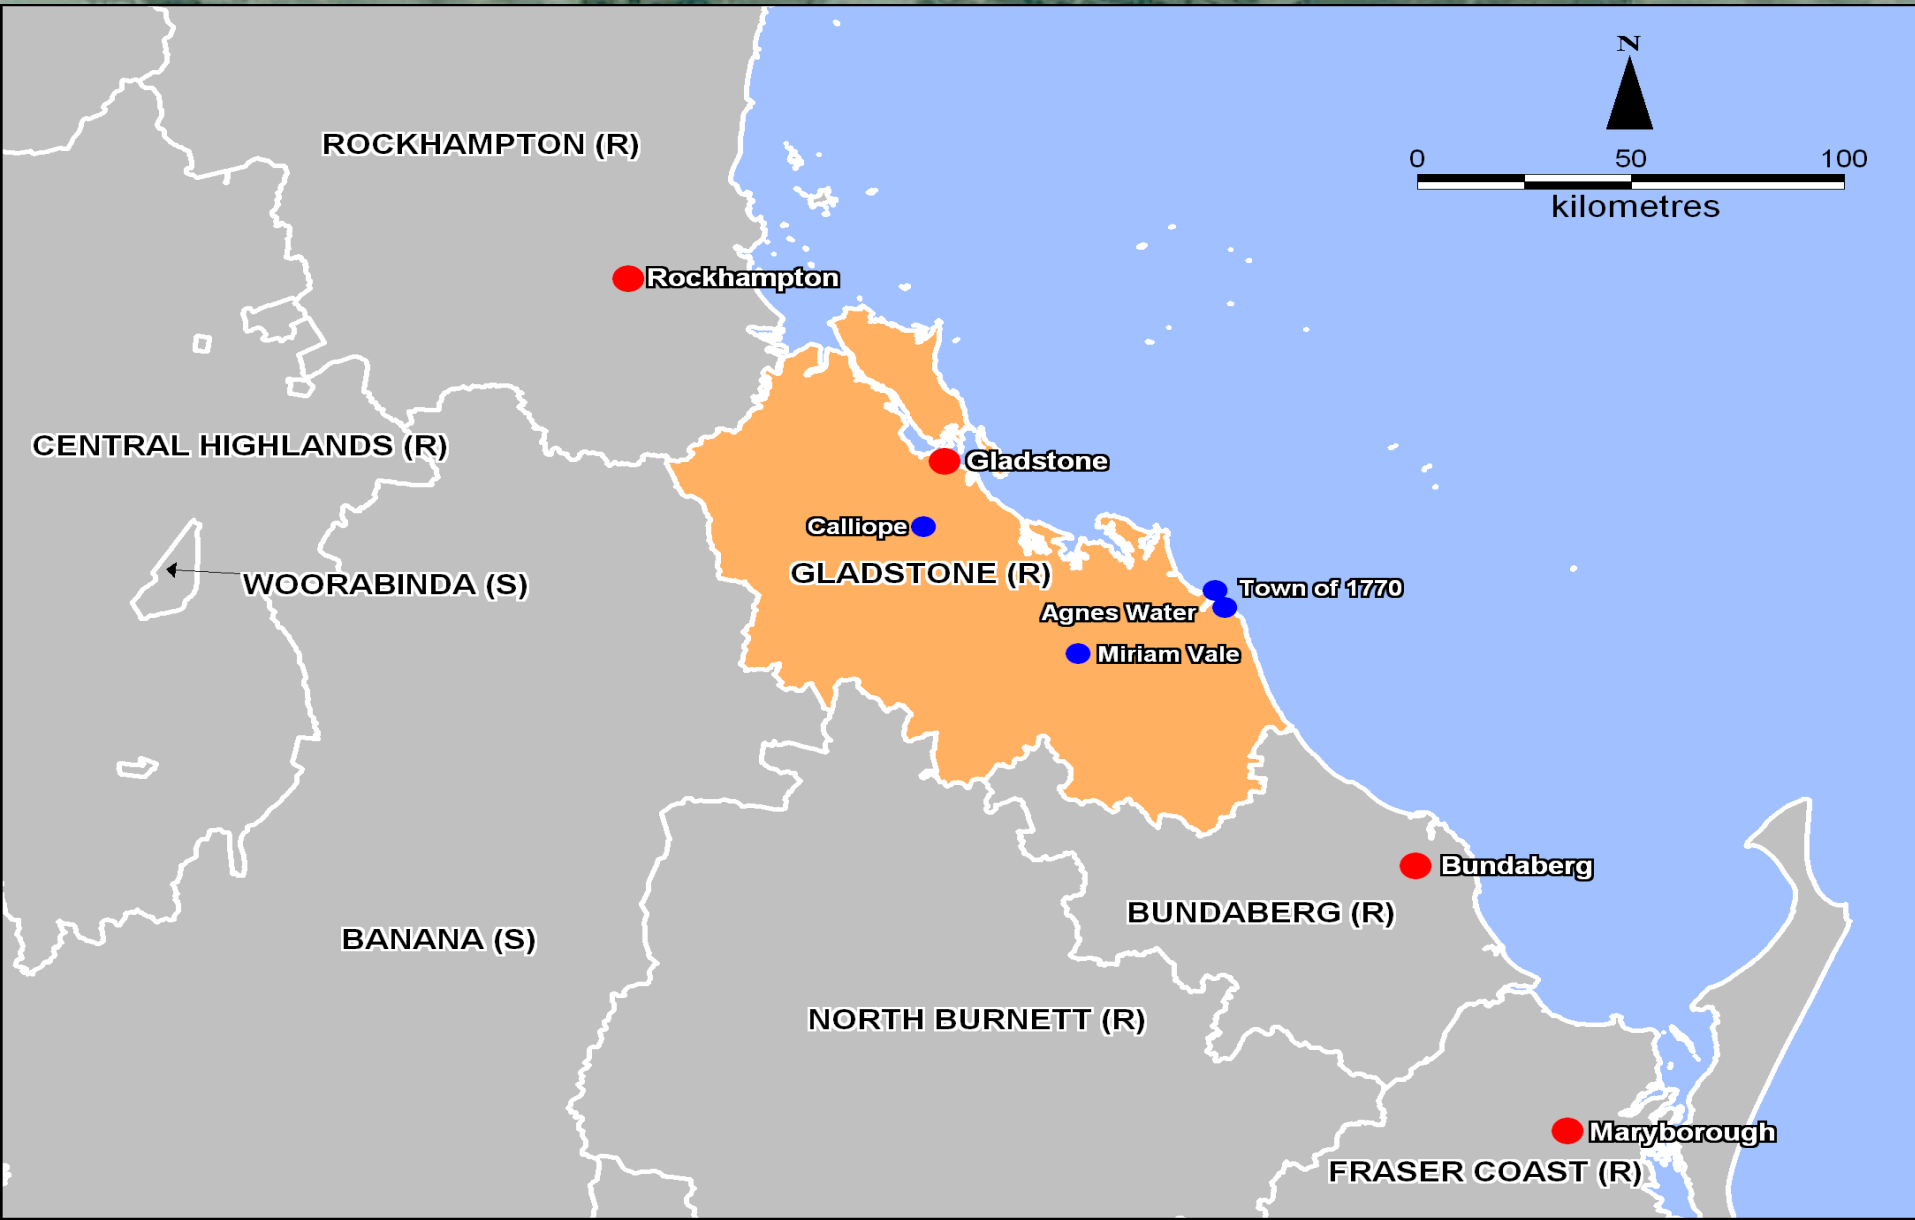 N
0 50 100
kilometres
ROCKHAMPTON (R)
Rockhampton
CENTRAL HIGHLANDS (R)
Gladstone
Calliope
GLADSTONE (R)
WOORABINDA (S)
Town of 1770
Agnes Water
Miriam Vale
Bundaberg
BUNDABERG (R)
BANANA (S)
NORTH BURNETT (R)
Maryborough
FRASER COAST (R)